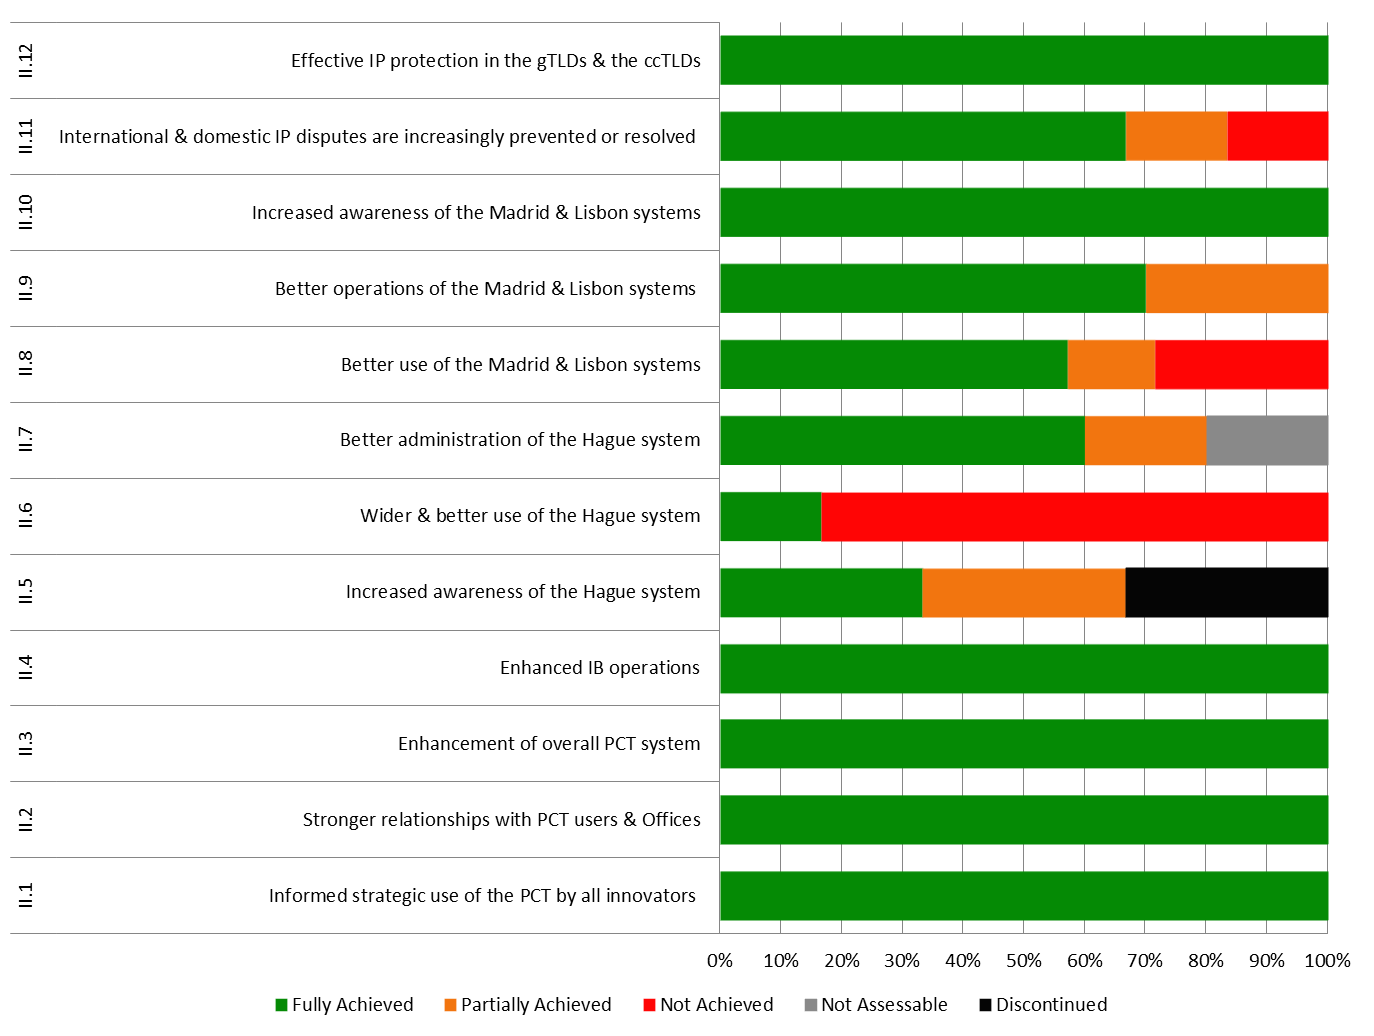 II.12 Effective IP protection in the gTLDs & the ccTLDs
II.11 International & domestic IP disputes are increasingly prevented or resolved
II.10 Increased awareness of the Madrid & Lisbon systems
II.9 Better operations of the Madrid & Lisbon systems
II.8 Better use of the Madrid & Lisbon systems
II.7 Better administration of the Hague system
II.6 Wider & better use of the Hague system
II.5 Increased awareness of the Hague system
II.4 Enhanced IB operations
II.3 Enhancement of overall PCT system
II.2 Stronger relationships with PCT users & Offices
II.1 Informed strategic use of the PCT by all innovators
0% 10% 20% 30% 40% 50% 60% 70% 80% 90% 100%
Fully Achieved Partially Achieved Not Achieved Not Assessable Discontinued